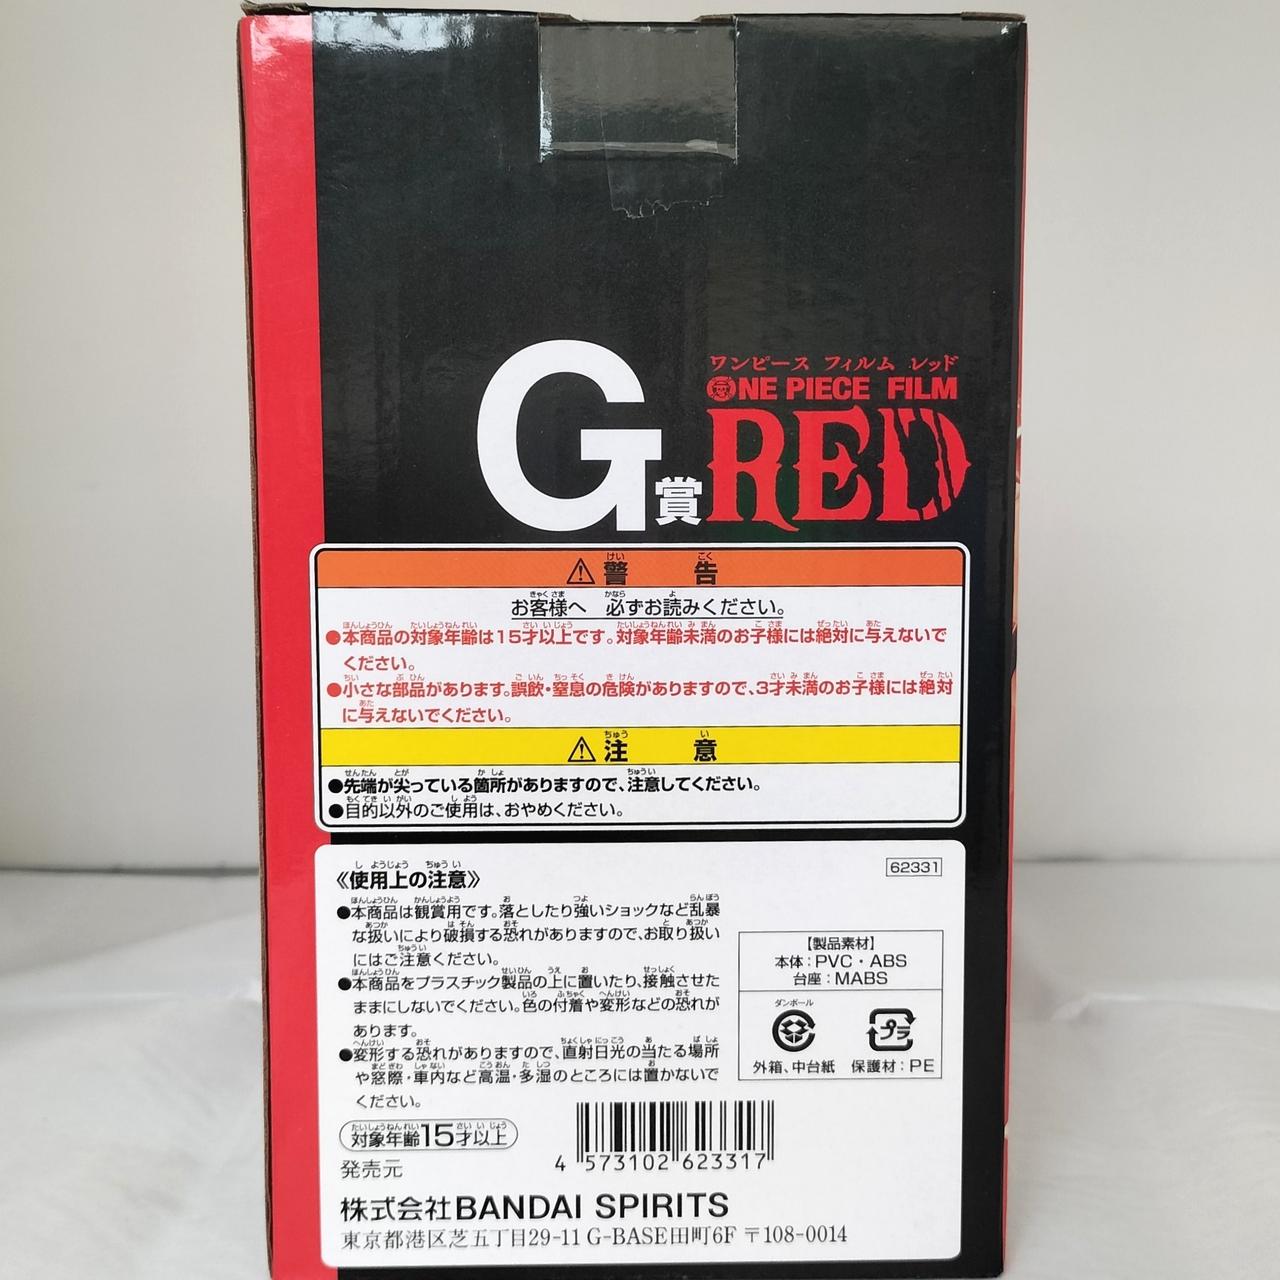 ワンピース フィルム レッド
ONE PIECE FILM
G賞 RED
⚠警告
お客様へ 必ずお読みください。
●本商品の対象年齢は15才以上です。対象年齢未満のお子様には絶対に与えないで
ください。
●小さな部品があります。誤飲・窒息の危険がありますので、3才未満のお子様には絶対
に与えないでください。
⚠注意
●先端が尖っている箇所がありますので、注意してください。
●目的以外のご使用は、おやめください。
《使用上の注意》
62331
●本商品は観賞用です。落としたり強いショックなど乱暴
な扱いにより破損する恐れがありますので、お取り扱い
にはご注意ください。
●本商品をプラスチック製品の上に置いたり、接触させた
ままにしないでください。色の付着や変形などの恐れが
あります。
●変形する恐れがありますので、直射日光の当たる場所
や窓際・車内など高温・多湿のところには置かないで
ください。
【製品素材】
本体:PVC・ABS
台座:MABS
ダンボール
プラ
外箱、中台紙 保護材:PE
対象年齢15才以上
4 573102 623317
発売元
株式会社BANDAI SPIRITS
東京都港区芝五丁目29-11 G-BASE田町6F 〒108-0014